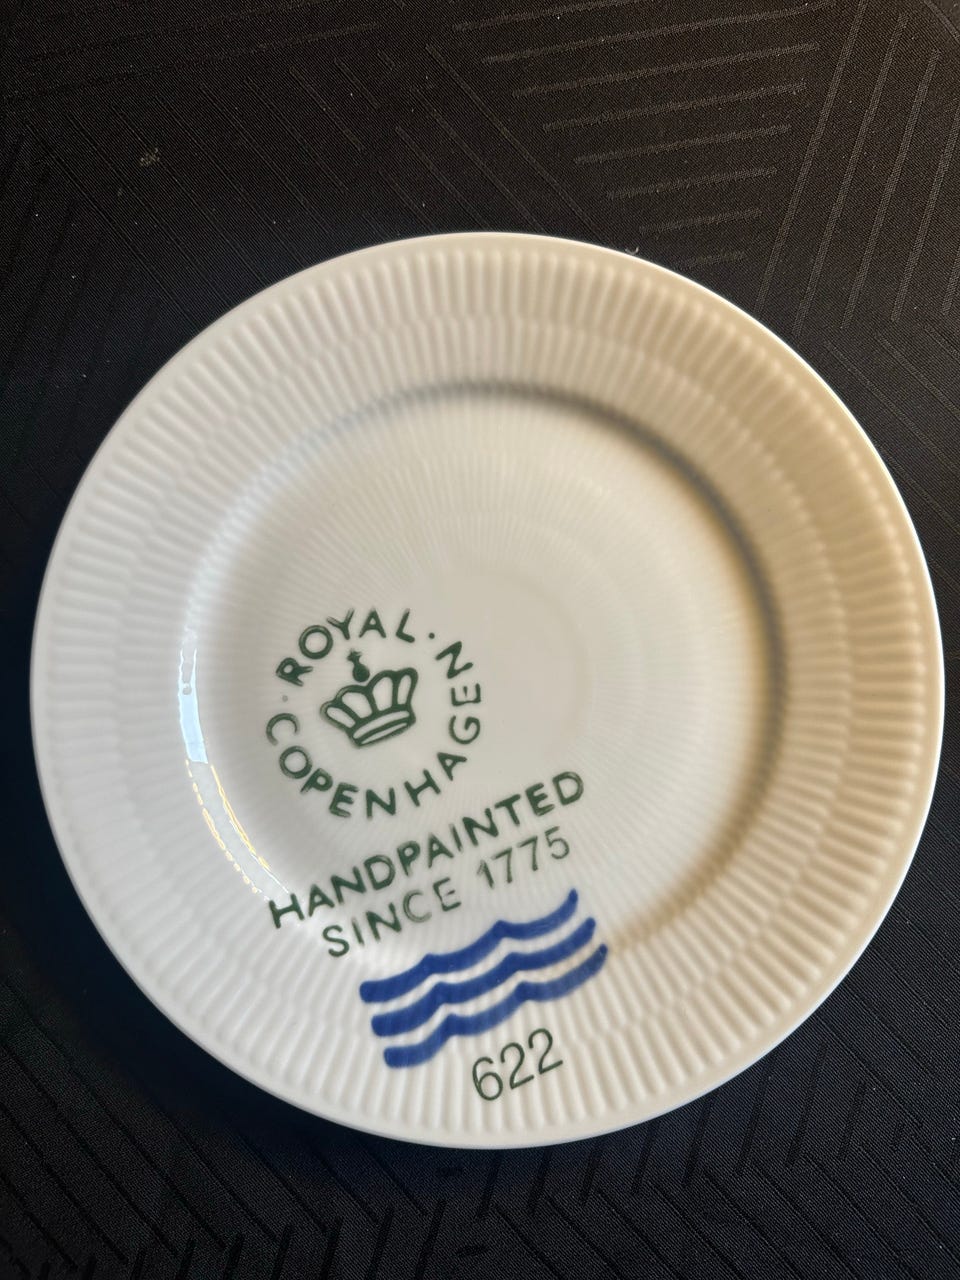 ROYAL · COPENHAGEN ·
HANDPAINTED
SINCE 1775
622